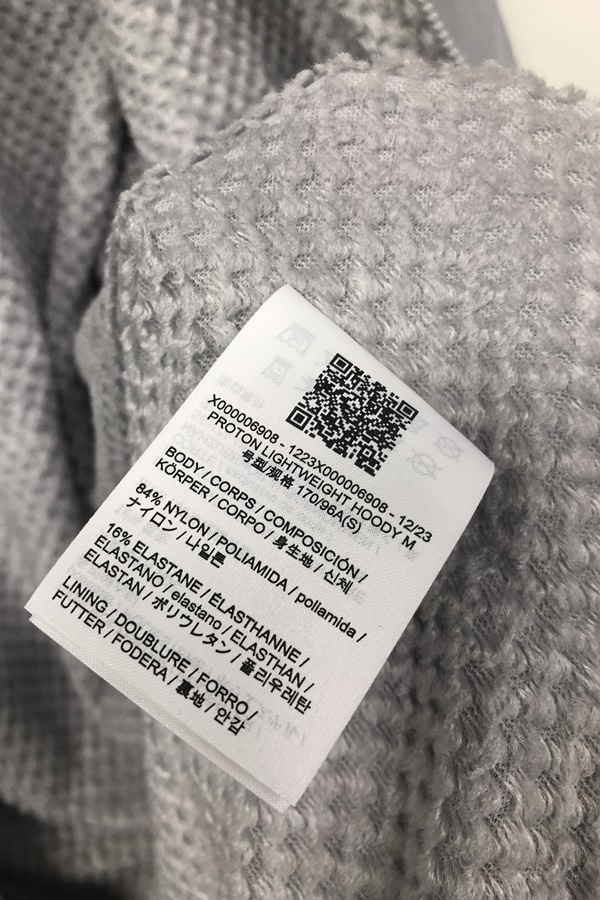 X000006908 - 1223X000006908 - 12/23
PROTON LIGHTWEIGHT HOODY M
号型/规格 170/96A(S)
BODY / CORPS / COMPOSICIÓN /
KÖRPER / CORPO / 身生地 / 신체
84% NYLON / POLIAMIDA / poliamida /
ナイロン / 나일론
16% ELASTANE / ÉLASTHANNE /
ELASTANO / elastano / ELASTHAN /
ELASTAN / ポリウレタン / 폴리우레탄
LINING / DOUBLURE / FORRO /
FUTTER / FODERA / 裏地 / 안감